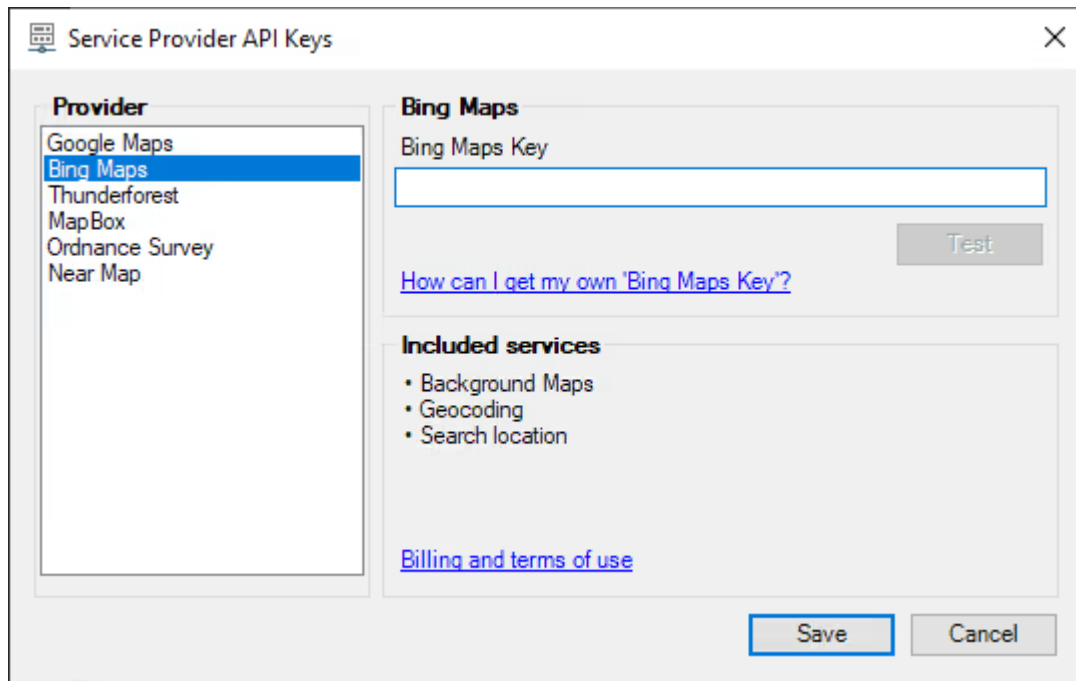 Service Provider API Keys
Provider
Google Maps
Bing Maps
Thunderforest
MapBox
Ordnance Survey
Near Map
Bing Maps
Bing Maps Key
Test
How can I get my own 'Bing Maps Key'?
Included services
• Background Maps
• Geocoding
• Search location
Billing and terms of use
Save
Cancel